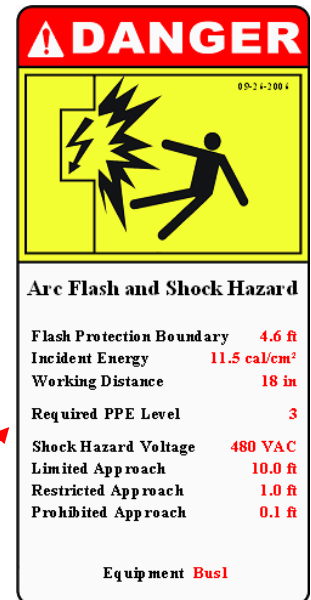 DANGER
09-26-2006
Arc Flash and Shock Hazard
Flash Protection Boundary 4.6 ft
Incident Energy 11.5 cal/cm²
Working Distance 18 in
Required PPE Level 3
Shock Hazard Voltage 480 VAC
Limited Approach 10.0 ft
Restricted Approach 1.0 ft
Prohibited Approach 0.1 ft
Equipment Bus1